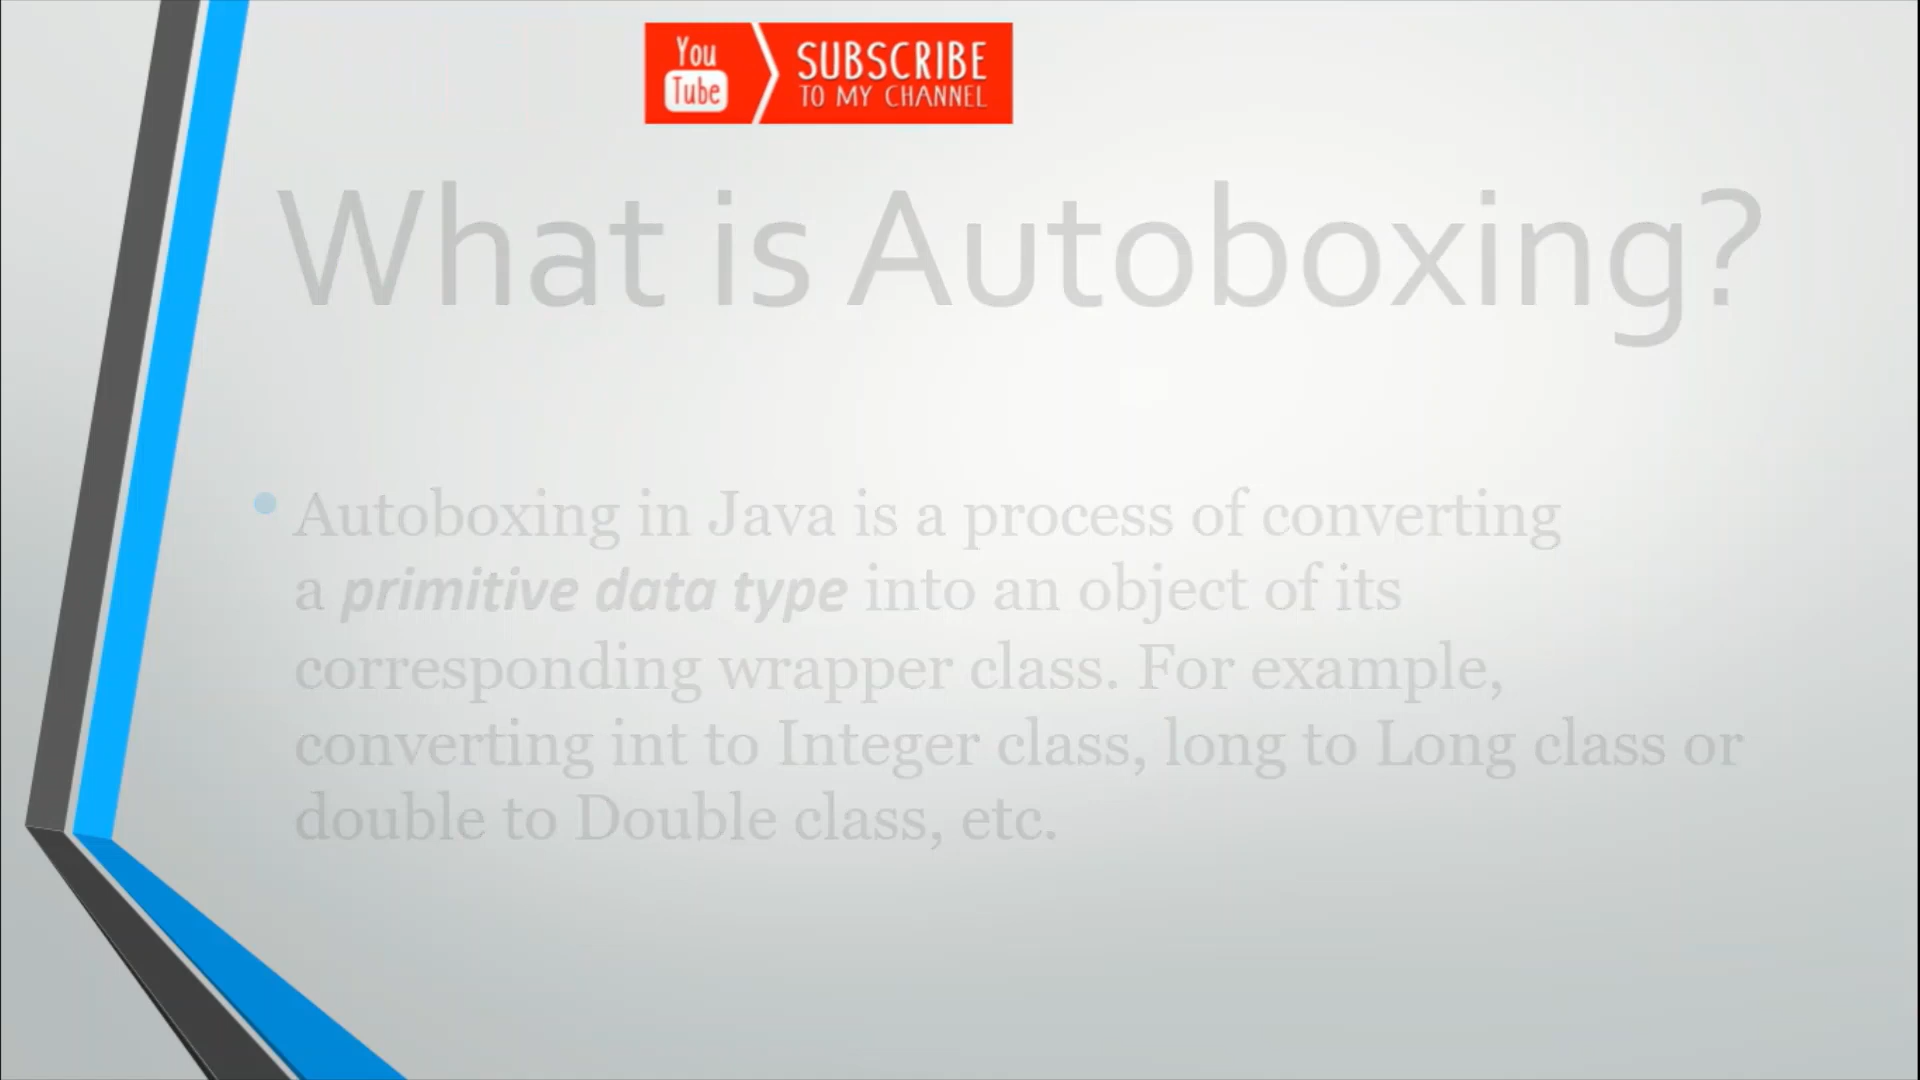 You
Tube
SUBSCRIBE
TO MY CHANNEL
What is Autoboxing?
• Autoboxing in Java is a process of converting
a primitive data type into an object of its
corresponding wrapper class. For example,
converting int to Integer class, long to Long class or
double to Double class, etc.